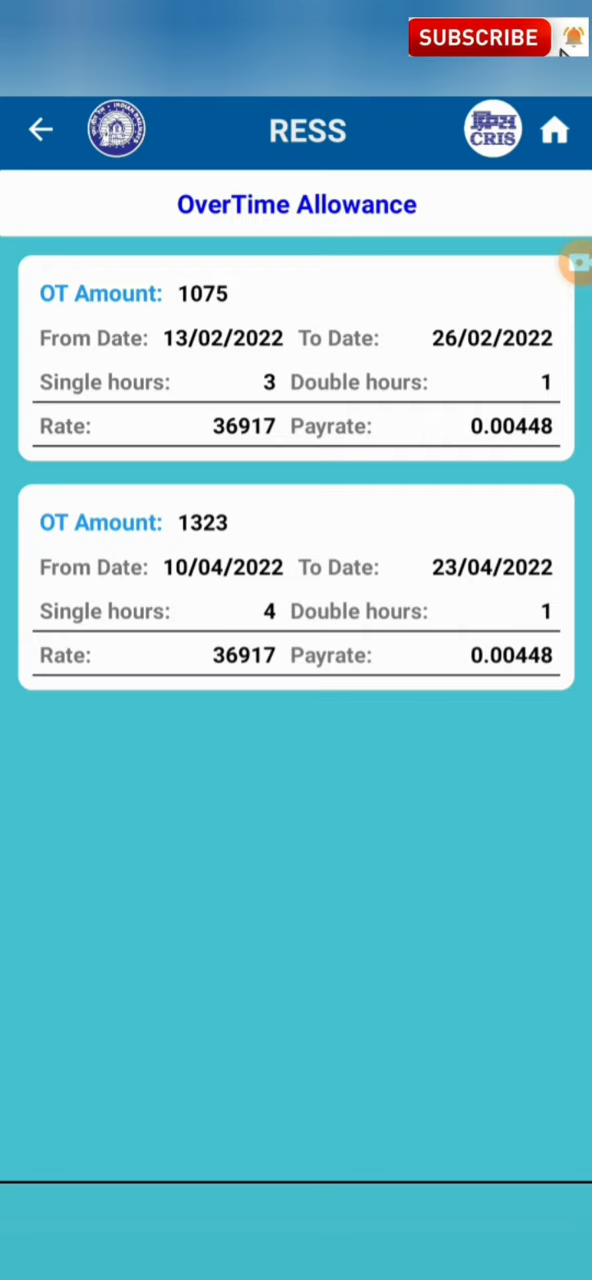 SUBSCRIBE
RESS
क्रिस
CRIS
OverTime Allowance
OT Amount: 1075
From Date: 13/02/2022 To Date: 26/02/2022
Single hours: 3 Double hours: 1
Rate: 36917 Payrate: 0.00448
OT Amount: 1323
From Date: 10/04/2022 To Date: 23/04/2022
Single hours: 4 Double hours: 1
Rate: 36917 Payrate: 0.00448